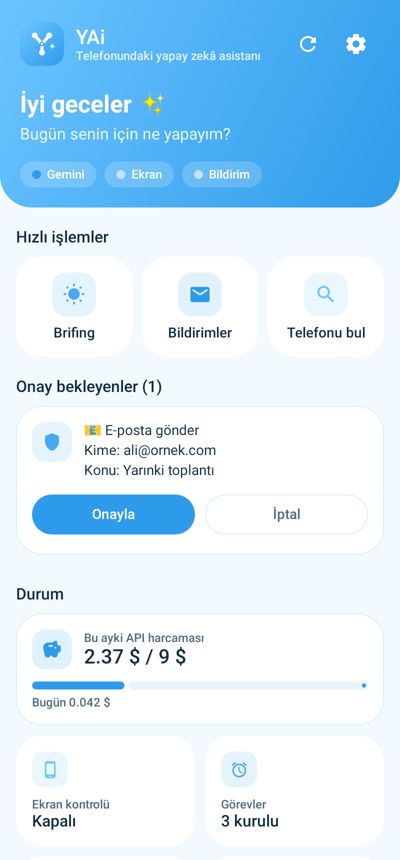 YAi
Telefonundaki yapay zekâ asistanı
İyi geceler ✨
Bugün senin için ne yapayım?
Gemini
Ekran
Bildirim
Hızlı işlemler
Brifing
Bildirimler
Telefonu bul
Onay bekleyenler (1)
📧 E-posta gönder
Kime: ali@ornek.com
Konu: Yarınki toplantı
Onayla
İptal
Durum
Bu ayki API harcaması
2.37 $ / 9 $
Bugün 0.042 $
Ekran kontrolü
Kapalı
Görevler
3 kurulu